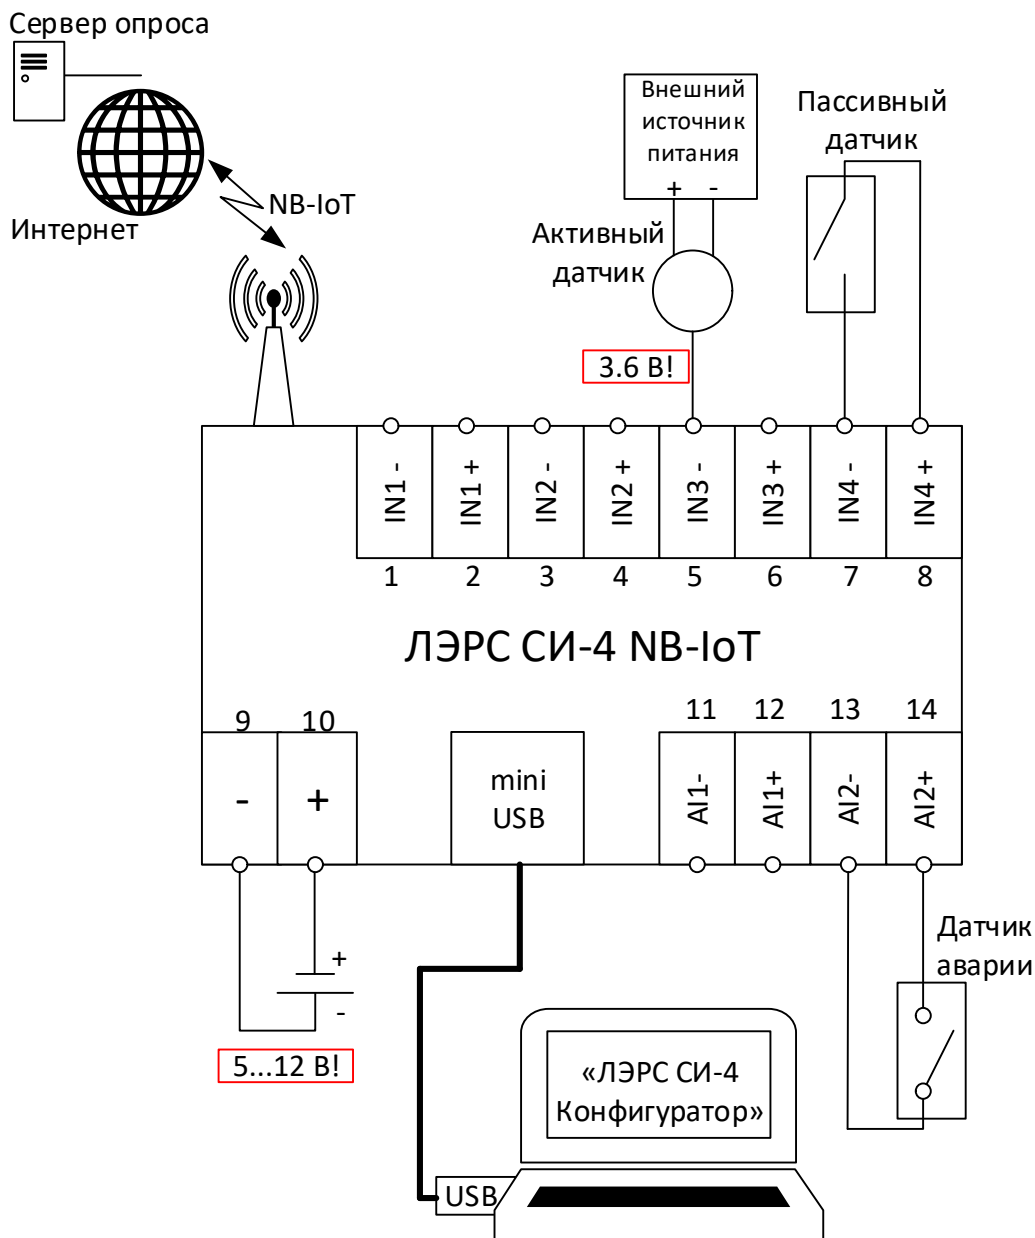 Сервер опроса
Интернет
NB-IoT
Внешний
источник
питания
+ -
Активный
датчик
3.6 В!
Пассивный
датчик
IN1 -
IN1 +
IN2 -
IN2 +
IN3 -
IN3 +
IN4 -
IN4 +
1 2 3 4 5 6 7 8
ЛЭРС СИ-4 NB-IoT
9 10
- +
mini
USB
11 12 13 14
AI1-
AI1+
AI2-
AI2+
+
-
5...12 В!
Датчик
аварии
«ЛЭРС СИ-4
Конфигуратор»
USB